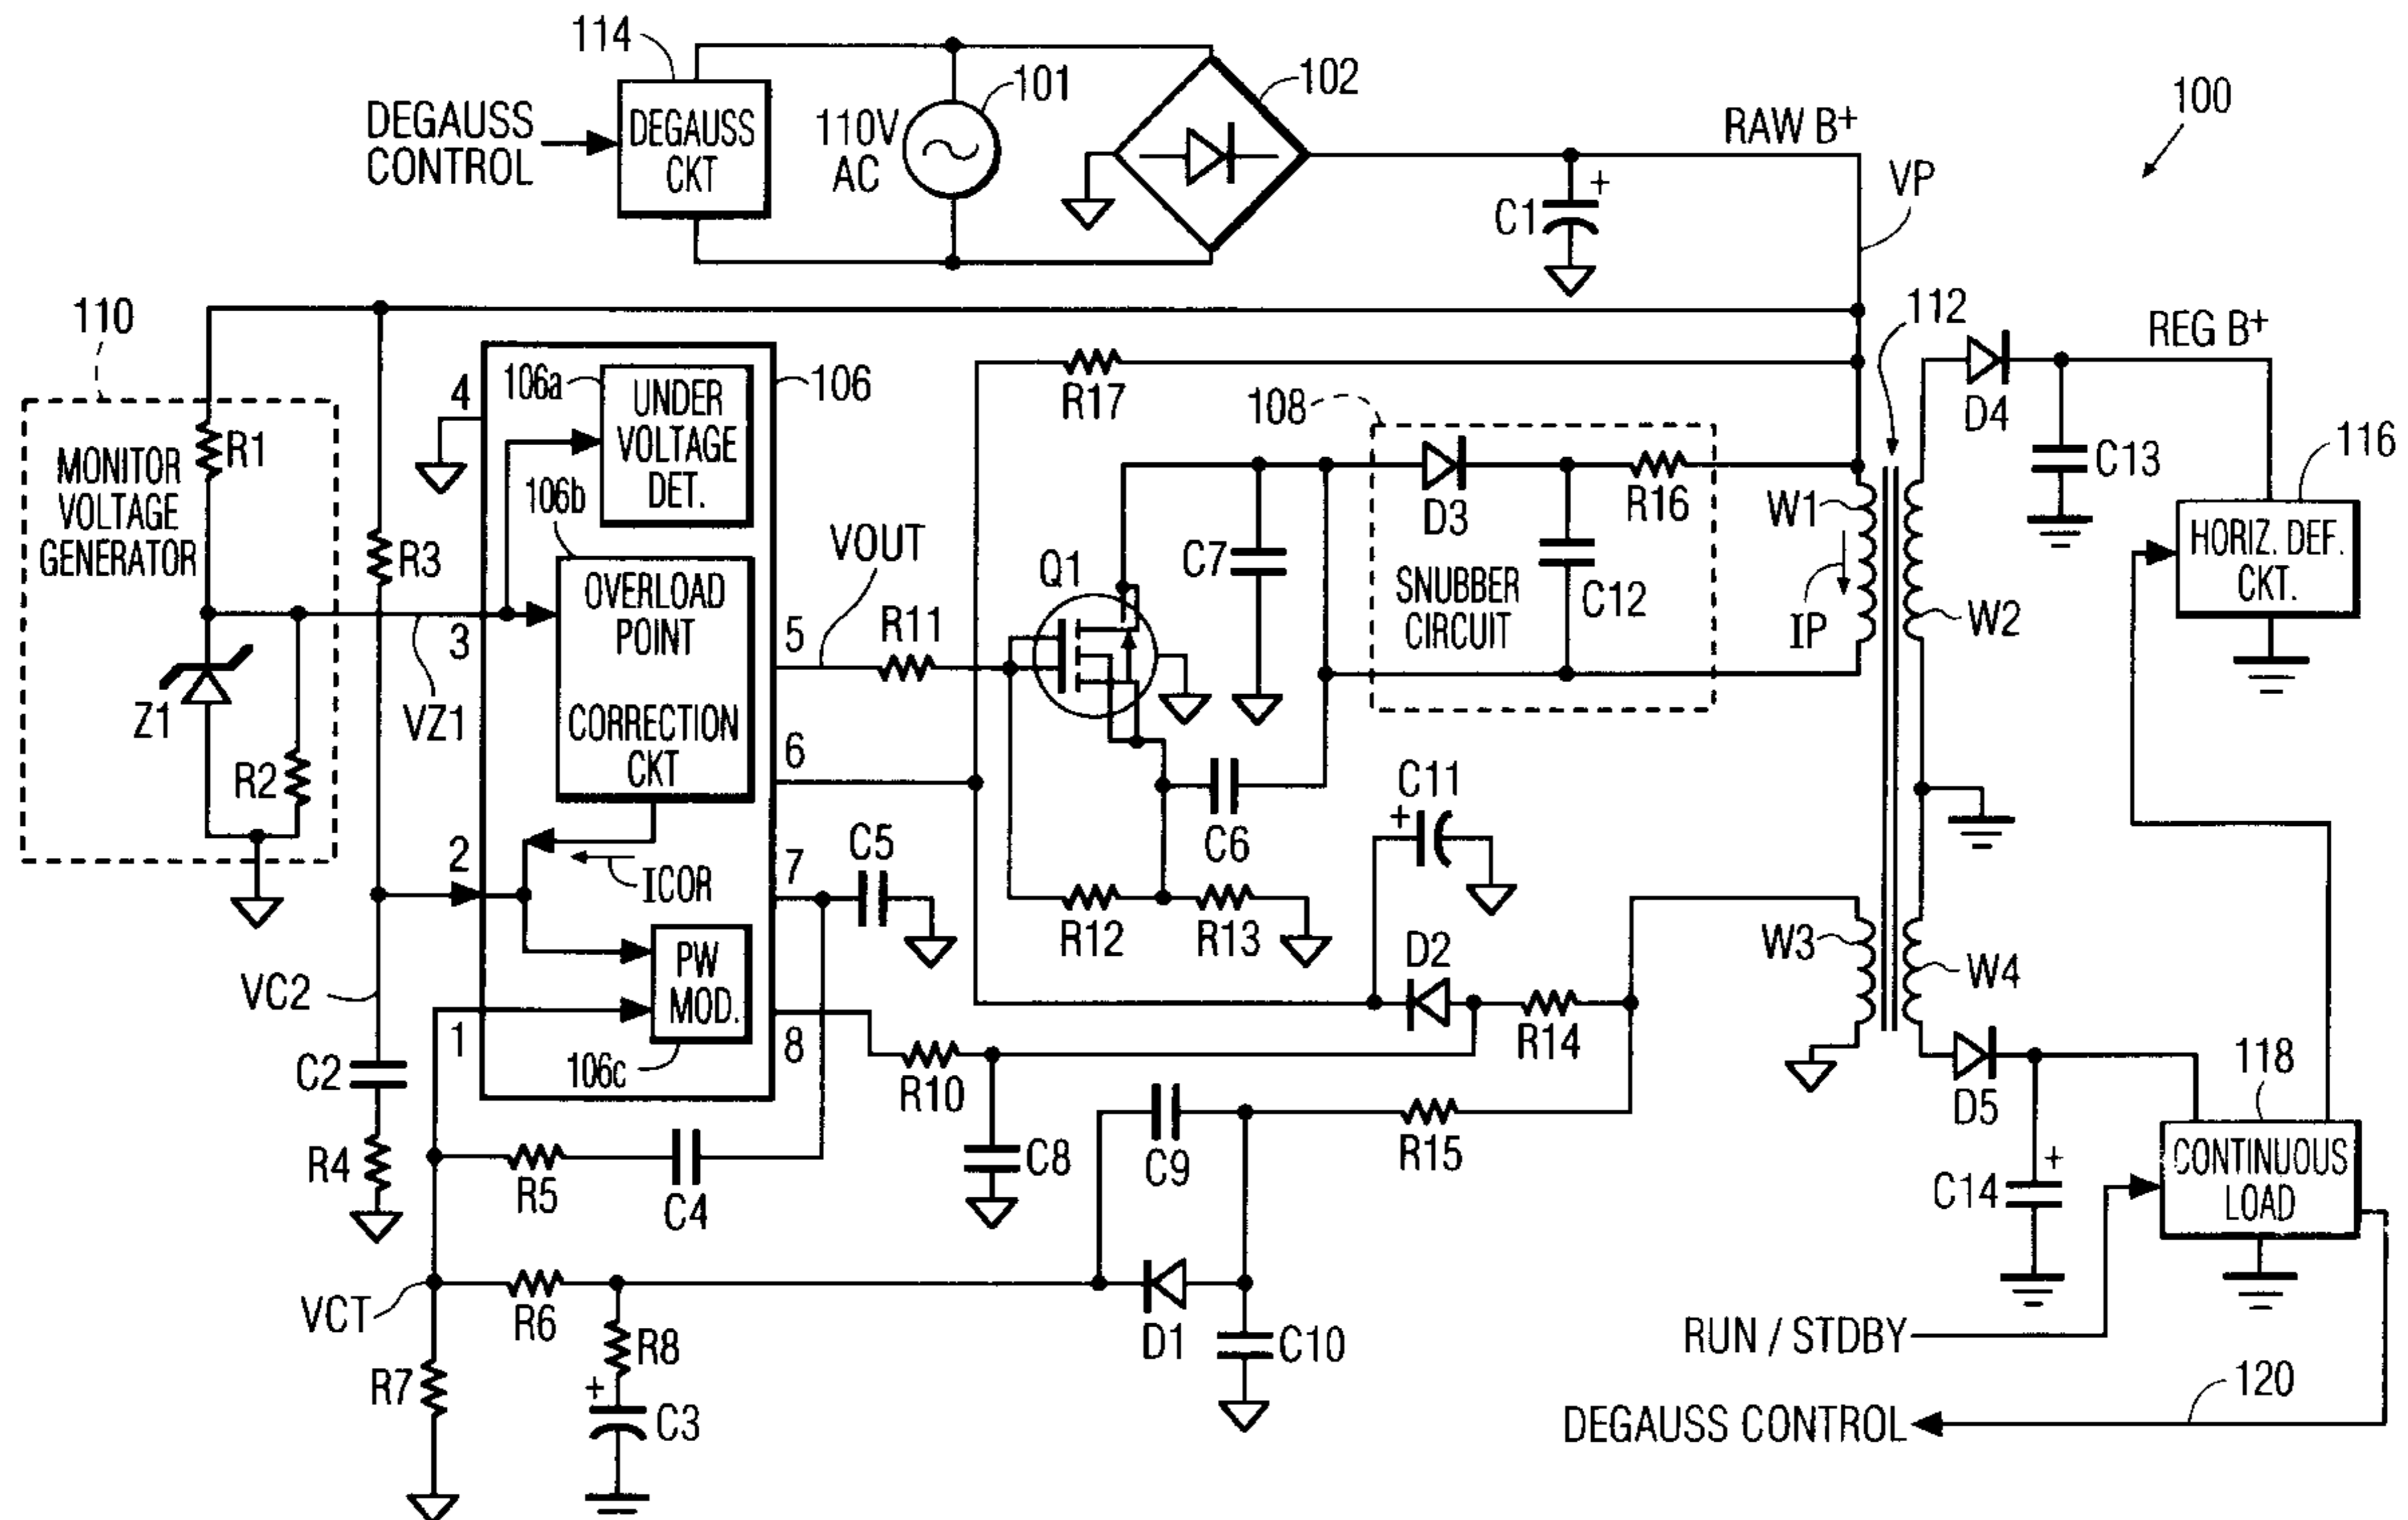 114
DEGAUSS
CONTROL
DEGAUSS
CKT
110V
AC
101
102
RAW B+
100
VP
C1
+
110
MONITOR
VOLTAGE
GENERATOR
R1
Z1
R2
R3
VZ1
4
3
2
1
106a
UNDER
VOLTAGE
DET.
106
106b
OVERLOAD
POINT
CORRECTION
CKT
ICOR
PW
MOD.
106c
5
6
7
8
VOUT
R11
Q1
R17
108
C7
D3
SNUBBER
CIRCUIT
C12
R16
112
W1
IP
W2
D4
REG B+
C13
116
HORIZ. DEF.
CKT.
C6
C11
+
C5
R12
R13
D2
R14
W3
W4
VC2
C2
R4
R5
C4
R10
C8
C9
R15
D5
C14
+
118
CONTINUOUS
LOAD
VCT
R6
R7
R8
+
C3
D1
C10
RUN / STDBY
120
DEGAUSS CONTROL